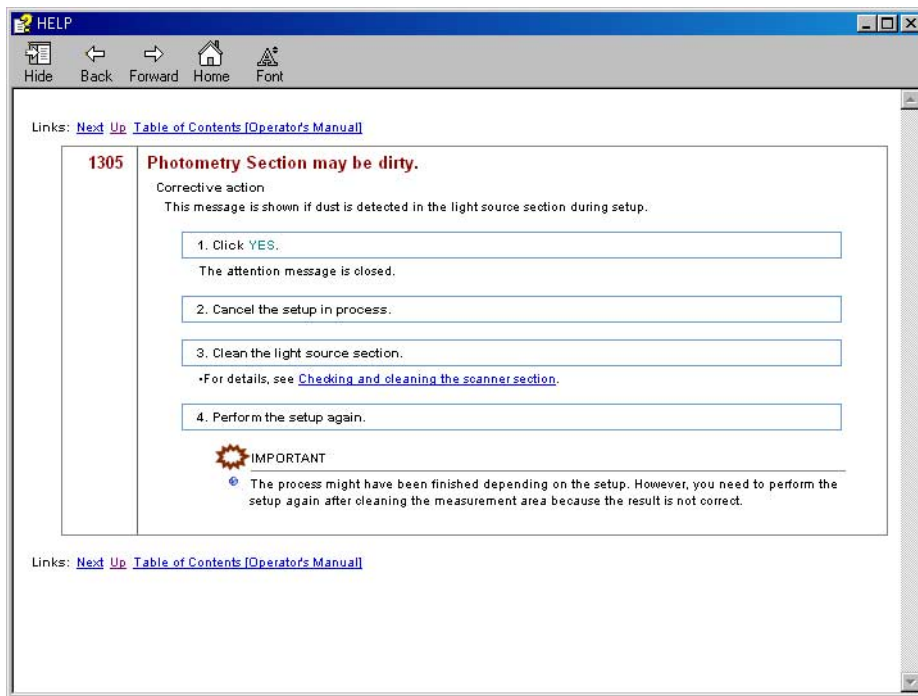 HELP
Hide Back Forward Home Font
Links: Next Up Table of Contents [Operator's Manual]
1305 Photometry Section may be dirty.
Corrective action
This message is shown if dust is detected in the light source section during setup.
1. Click YES.
The attention message is closed.
2. Cancel the setup in process.
3. Clean the light source section.
•For details, see Checking and cleaning the scanner section.
4. Perform the setup again.
IMPORTANT
The process might have been finished depending on the setup. However, you need to perform the
setup again after cleaning the measurement area because the result is not correct.
Links: Next Up Table of Contents [Operator's Manual]